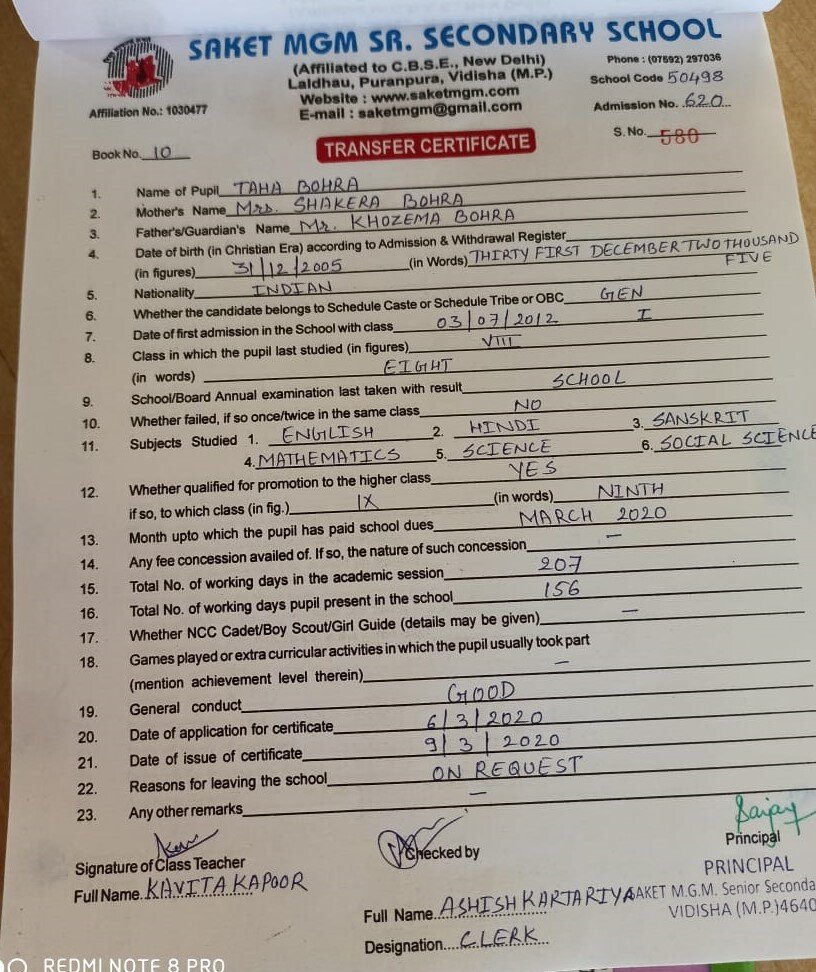 SAKET MGM SR. SECONDARY SCHOOL
(Affiliated to C.B.S.E., New Delhi)
Phone : (07592) 297036
Laldhau, Puranpura, Vidisha (M.P.)
School Code 50498
Website : www.saketmgm.com
Affiliation No.: 1030477
E-mail : saketmgm@gmail.com
Admission No. 620
S. No. 580
Book No. 10
TRANSFER CERTIFICATE
1. Name of Pupil TAHA BOHRA
2. Mother's Name Mrs. SHAKERA BOHRA
3. Father's/Guardian's Name Mr. KHOZEMA BOHRA
4. Date of birth (in Christian Era) according to Admission & Withdrawal Register
(in figures) 31/12/2005 (in Words) THIRTY FIRST DECEMBER TWO THOUSAND
FIVE
5. Nationality INDIAN
6. Whether the candidate belongs to Schedule Caste or Schedule Tribe or OBC GEN
7. Date of first admission in the School with class 03/07/2012 I
8. Class in which the pupil last studied (in figures) VIII
(in words) EIGHT
9. School/Board Annual examination last taken with result SCHOOL
10. Whether failed, if so once/twice in the same class NO
11. Subjects Studied 1. ENGLISH 2. HINDI 3. SANSKRIT
4. MATHEMATICS 5. SCIENCE 6. SOCIAL SCIENCE
12. Whether qualified for promotion to the higher class YES
if so, to which class (in fig.) IX (in words) NINTH
13. Month upto which the pupil has paid school dues MARCH 2020
14. Any fee concession availed of. If so, the nature of such concession —
15. Total No. of working days in the academic session 207
16. Total No. of working days pupil present in the school 156
17. Whether NCC Cadet/Boy Scout/Girl Guide (details may be given) —
18. Games played or extra curricular activities in which the pupil usually took part
(mention achievement level therein) —
19. General conduct GOOD
20. Date of application for certificate 6/3/2020
21. Date of issue of certificate 9/3/2020
22. Reasons for leaving the school ON REQUEST
23. Any other remarks —
Signature of Class Teacher
Checked by
Sanjay
Principal
Full Name. KAVITA KAPOOR
PRINCIPAL
Full Name. ASHISH KARTARIYA
SAKET M.G.M. Senior Seconda
VIDISHA (M.P.)4640
Designation. CLERK
REDMI NOTE 8 PRO